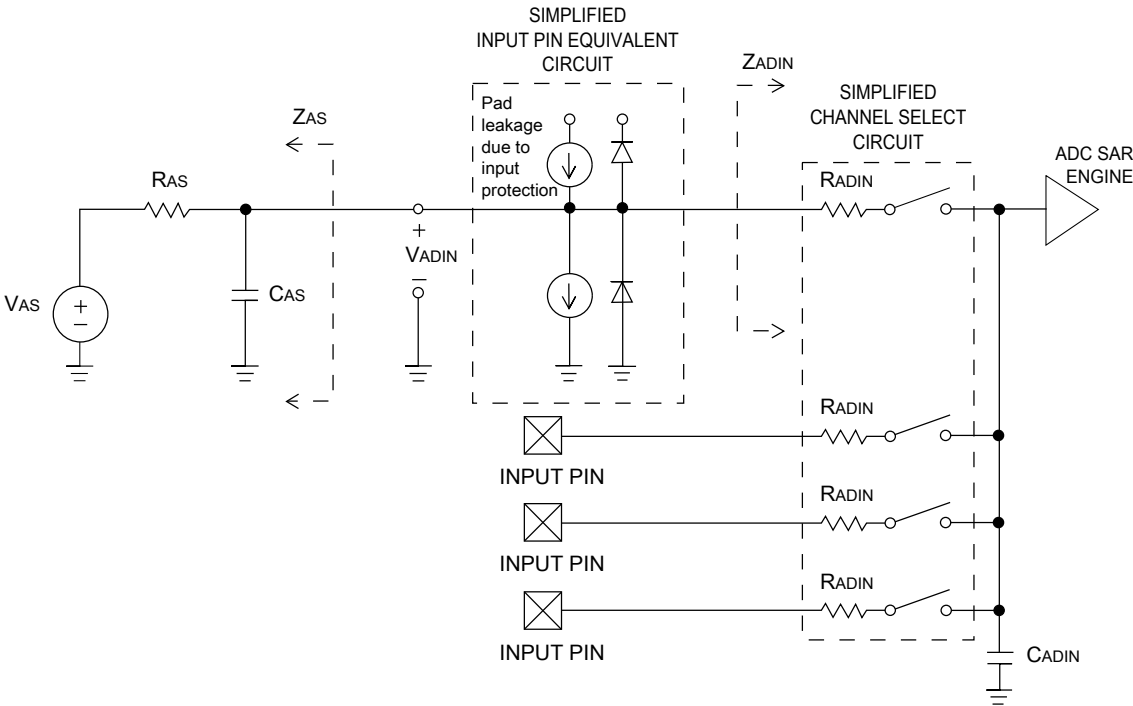 SIMPLIFIED
INPUT PIN EQUIVALENT
CIRCUIT
ZADIN
SIMPLIFIED
CHANNEL SELECT
CIRCUIT
Pad
leakage
due to
input
protection
ZAS
ADC SAR
ENGINE
RAS
RADIN
+
VADIN
–
CAS
VAS
+
–
RADIN
INPUT PIN
RADIN
INPUT PIN
RADIN
INPUT PIN
CADIN